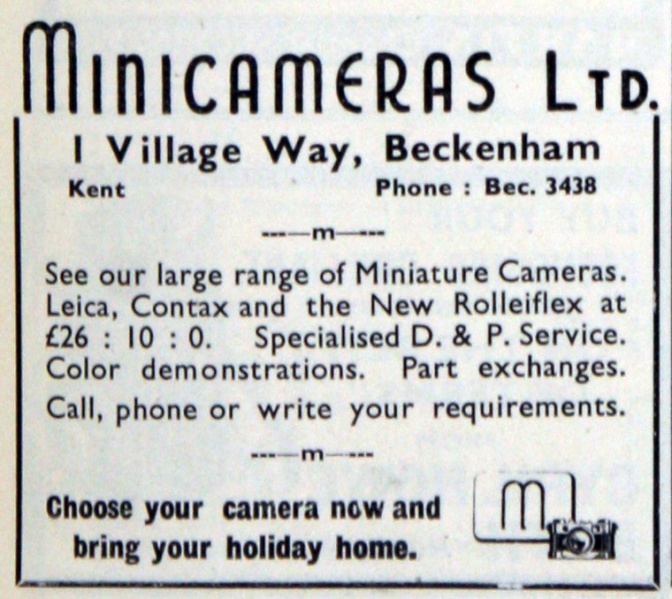 MINICAMERAS LTD.
1 Village Way, Beckenham
Kent Phone : Bec. 3438
---—m—---
See our large range of Miniature Cameras.
Leica, Contax and the New Rolleiflex at
£26 : 10 : 0. Specialised D. & P. Service.
Color demonstrations. Part exchanges.
Call, phone or write your requirements.
---—m—---
Choose your camera now and
bring your holiday home.
m